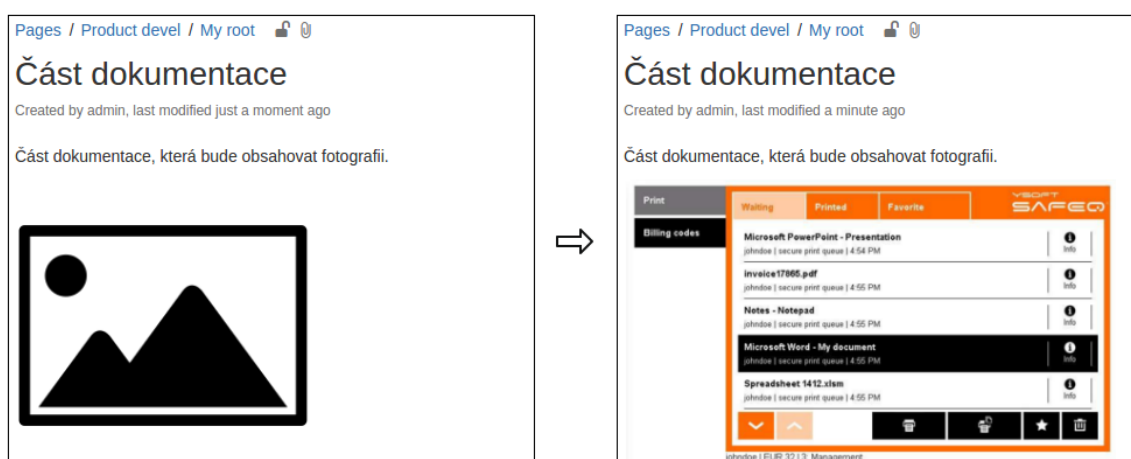 Pages / Product devel / My root
Část dokumentace
Created by admin, last modified just a moment ago
Část dokumentace, která bude obsahovat fotografii.
Pages / Product devel / My root
Část dokumentace
Created by admin, last modified a minute ago
Část dokumentace, která bude obsahovat fotografii.
Print
Billing codes
Waiting
Printed
Favorite
YSOFT
SAFEQ
Microsoft PowerPoint - Presentation
johndoe | secure print queue | 4:54 PM
Info
invoice17865.pdf
johndoe | secure print queue | 4:55 PM
Info
Notes - Notepad
johndoe | secure print queue | 4:55 PM
Info
Microsoft Word - My document
johndoe | secure print queue | 4:55 PM
Info
Spreadsheet 1412.xlsm
johndoe | secure print queue | 4:55 PM
Info
johndoe | EUR 32 | 3: Management